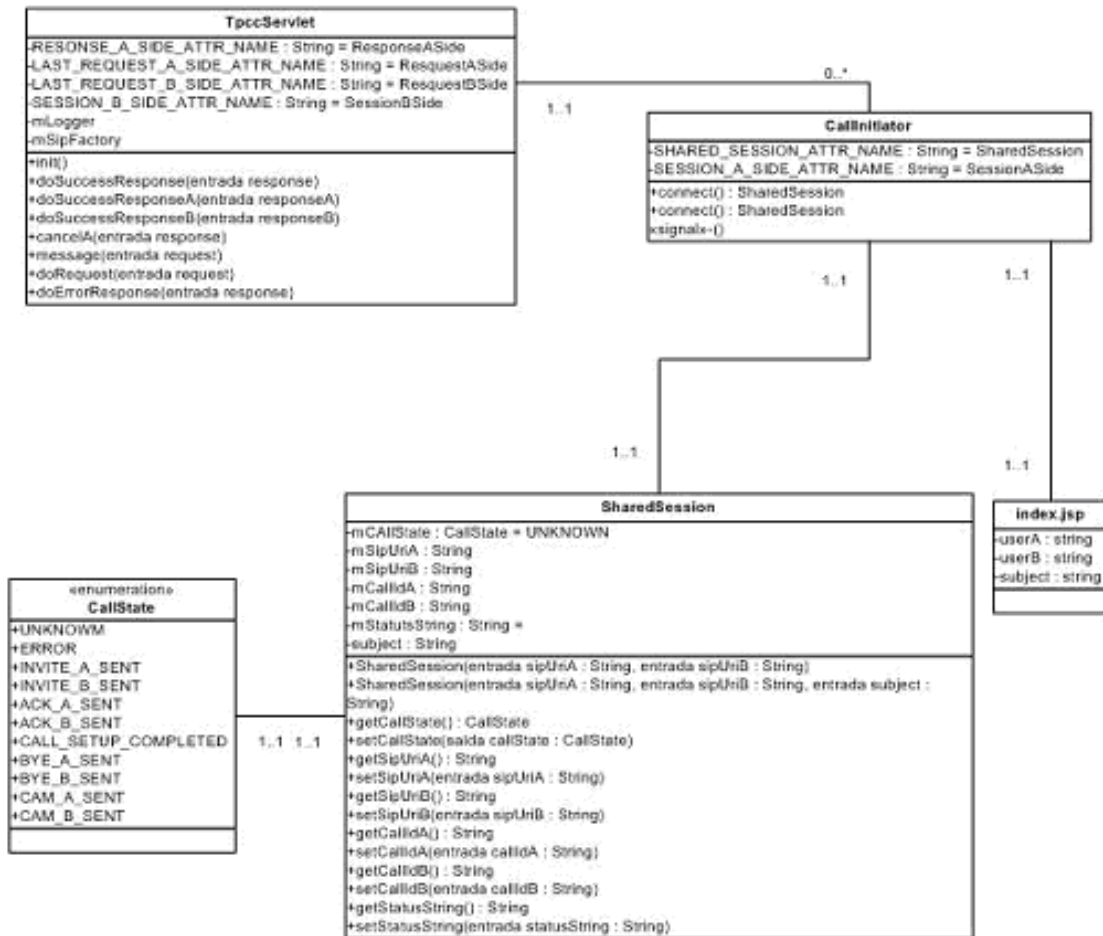 TpccServlet
-RESONSE_A_SIDE_ATTR_NAME : String = ResponseASide
-LAST_REQUEST_A_SIDE_ATTR_NAME : String = ResquestASide
-LAST_REQUEST_B_SIDE_ATTR_NAME : String = ResquestBSide
-SESSION_B_SIDE_ATTR_NAME : String = SessionBSide
-mLogger
-mSipFactory
+init()
+doSuccessResponse(entrada response)
+doSuccessResponseA(entrada responseA)
+doSuccessResponseB(entrada responseB)
+cancelA(entrada response)
+message(entrada request)
+doRequest(entrada request)
+doErrorResponse(entrada response)
1..1
0..*
CallInitiator
-SHARED_SESSION_ATTR_NAME : String = SharedSession
-SESSION_A_SIDE_ATTR_NAME : String = SessionASide
+connect() : SharedSession
+connect() : SharedSession
«signal»-()
1..1
1..1
1..1
1..1
SharedSession
-mCAllState : CallState = UNKNOWN
-mSipUriA : String
-mSipUriB : String
-mCallIdA : String
-mCallIdB : String
-mStatutsString : String =
-subject : String
+SharedSession(entrada sipUriA : String, entrada sipUriB : String)
+SharedSession(entrada sipUriA : String, entrada sipUriB : String, entrada subject :
String)
+getCallState() : CallState
+setCallState(salida callState : CallState)
+getSipUriA() : String
+setSipUriA(entrada sipUriA : String)
+getSipUriB() : String
+setSipUriB(entrada sipUriB : String)
+getCallIdA() : String
+setCallIdA(entrada callIdA : String)
+getCallIdB() : String
+setCallIdB(entrada callIdB : String)
+getStatusString() : String
+setStatusString(entrada statusString : String)
index.jsp
-userA : string
-userB : string
-subject : string
«enumeration»
CallState
+UNKNOWM
+ERROR
+INVITE_A_SENT
+INVITE_B_SENT
+ACK_A_SENT
+ACK_B_SENT
+CALL_SETUP_COMPLETED
+BYE_A_SENT
+BYE_B_SENT
+CAM_A_SENT
+CAM_B_SENT
1..1 1..1